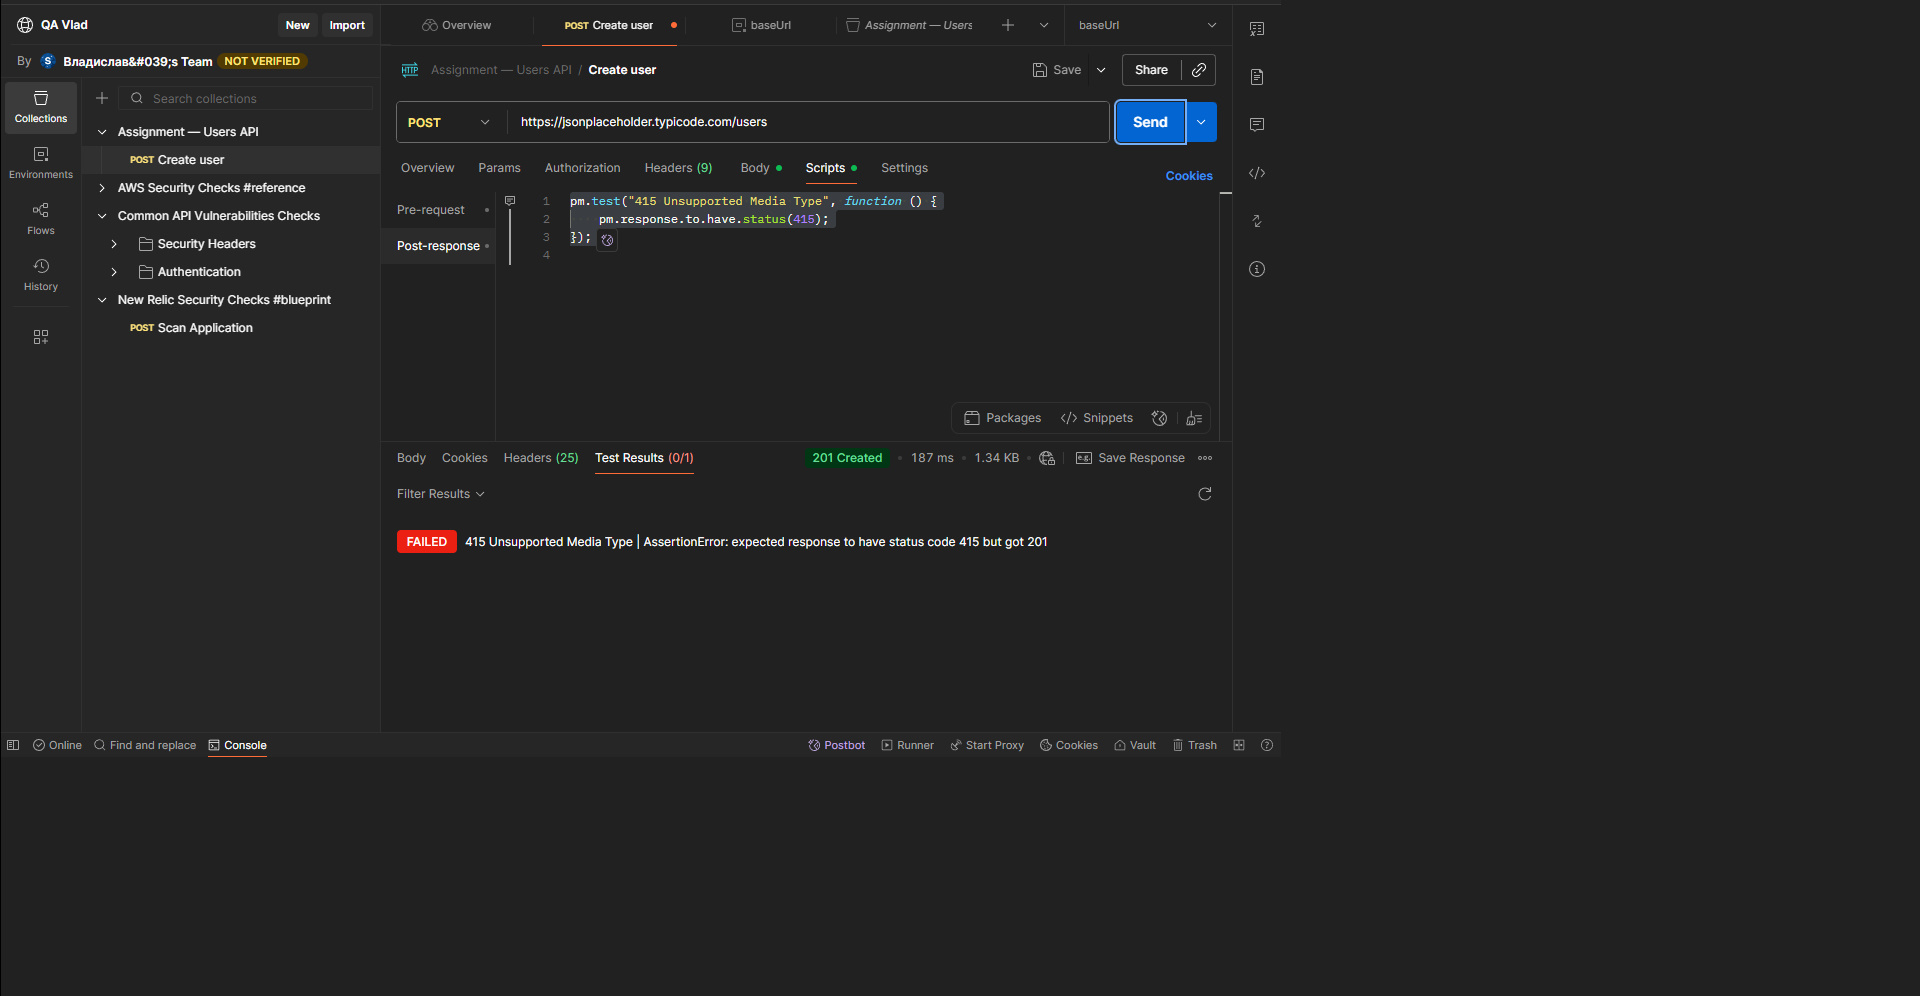 QA Vlad
New
Import
By Владислав&#039;s Team NOT VERIFIED
Collections
Environments
Flows
History
Search collections
Assignment — Users API
POST Create user
AWS Security Checks #reference
Common API Vulnerabilities Checks
Security Headers
Authentication
New Relic Security Checks #blueprint
POST Scan Application
Overview
POST Create user
baseUrl
Assignment — Users
baseUrl
HTTP Assignment — Users API / Create user
Save
Share
POST https://jsonplaceholder.typicode.com/users
Send
Overview Params Authorization Headers (9) Body Scripts Settings
Cookies
Pre-request
Post-response
1 pm.test("415 Unsupported Media Type", function () {
2 pm.response.to.have.status(415);
3 });
4
Packages </> Snippets
Body Cookies Headers (25) Test Results (0/1)
201 Created 187 ms 1.34 KB e.g. Save Response
Filter Results
FAILED 415 Unsupported Media Type | AssertionError: expected response to have status code 415 but got 201
Online Find and replace Console
Postbot Runner Start Proxy Cookies Vault Trash